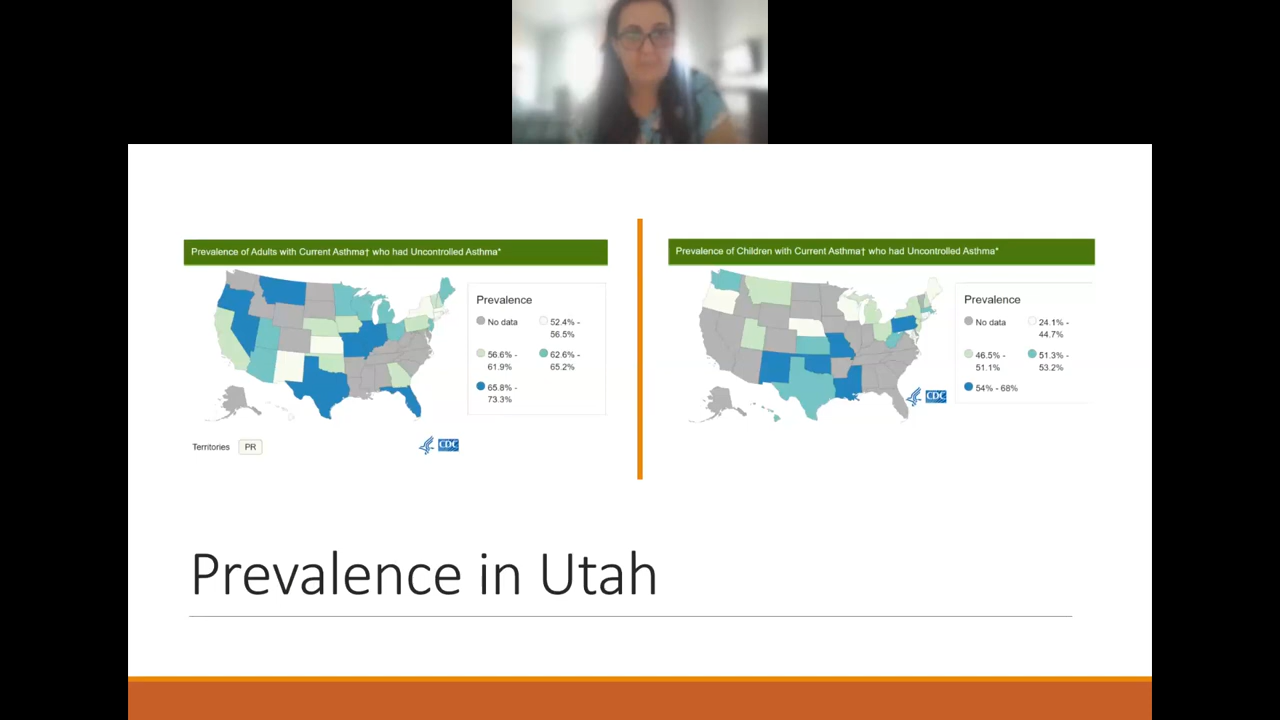 Prevalence of Adults with Current Asthma† who had Uncontrolled Asthma*
Prevalence
No data
52.4% -
56.5%
56.6% -
61.9%
62.6% -
65.2%
65.8% -
73.3%
Territories PR
CDC
Prevalence of Children with Current Asthma† who had Uncontrolled Asthma*
Prevalence
No data
24.1% -
44.7%
46.5% -
51.1%
51.3% -
53.2%
54% - 68%
CDC
Prevalence in Utah